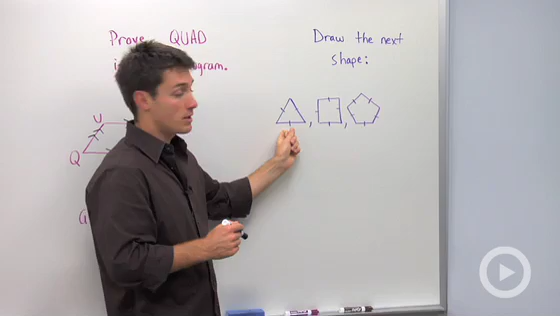 Prove QUAD
Draw the next
shape:
U
Q